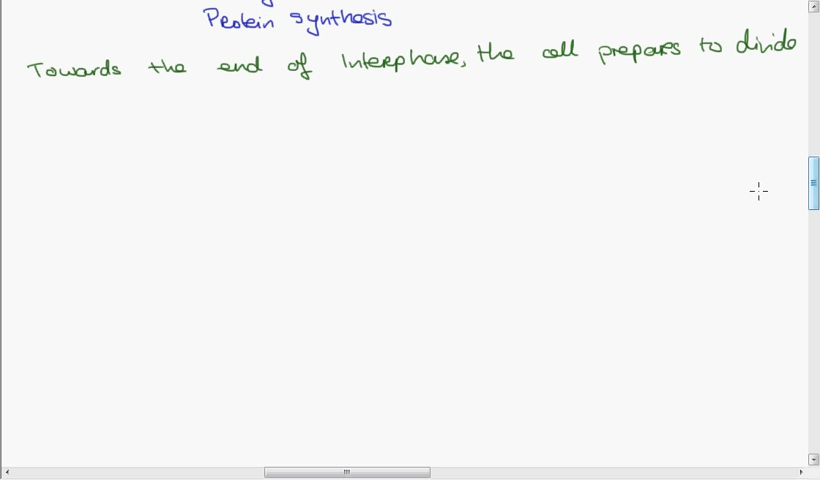 Protein synthesis
Towards the end of Interphase, the cell prepares to divide